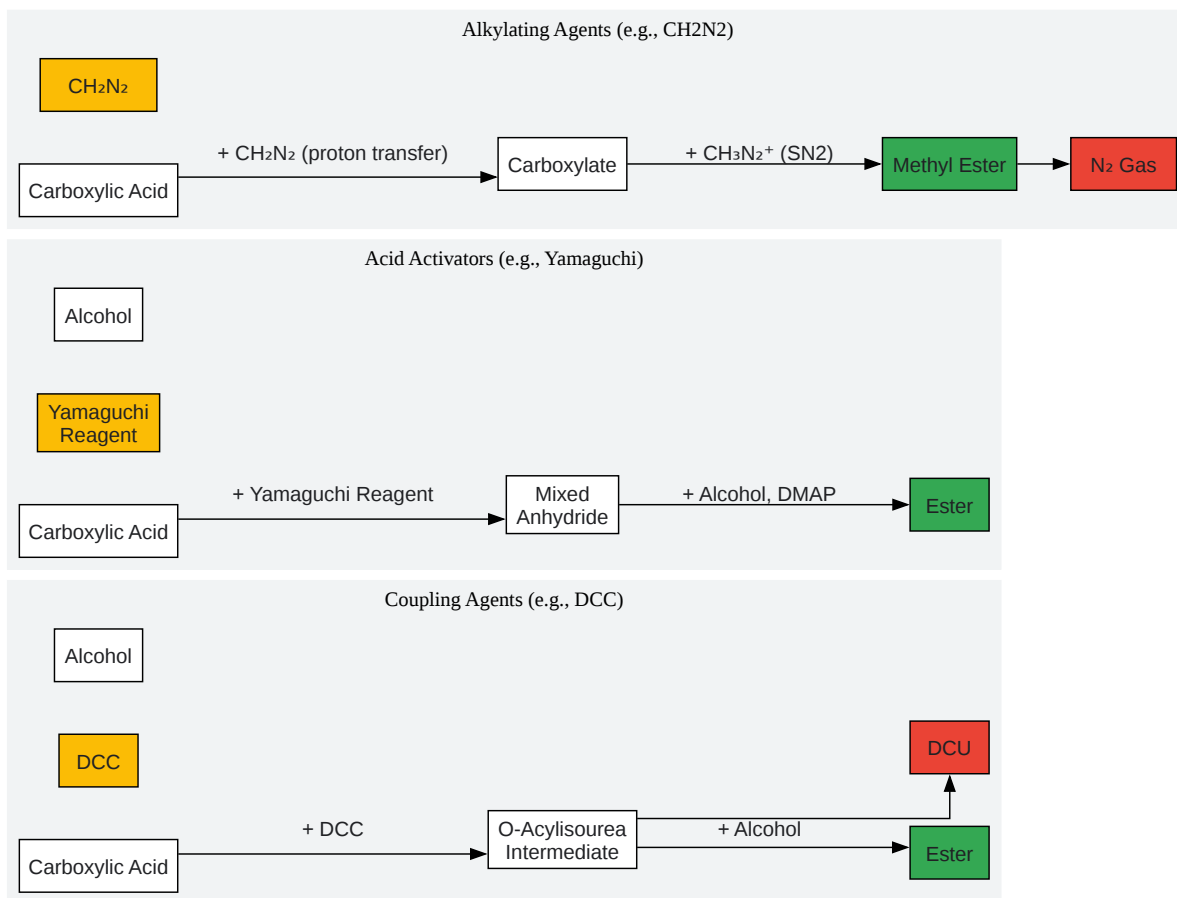 Alkylating Agents (e.g., CH2N2)
CH₂N₂
+ CH₂N₂ (proton transfer)
Carboxylic Acid
Carboxylate
+ CH₃N₂⁺ (SN2)
Methyl Ester
N₂ Gas
Acid Activators (e.g., Yamaguchi)
Alcohol
Yamaguchi
Reagent
+ Yamaguchi Reagent
Carboxylic Acid
Mixed
Anhydride
+ Alcohol, DMAP
Ester
Coupling Agents (e.g., DCC)
Alcohol
DCC
DCU
+ DCC
Carboxylic Acid
O-Acylisourea
Intermediate
+ Alcohol
Ester